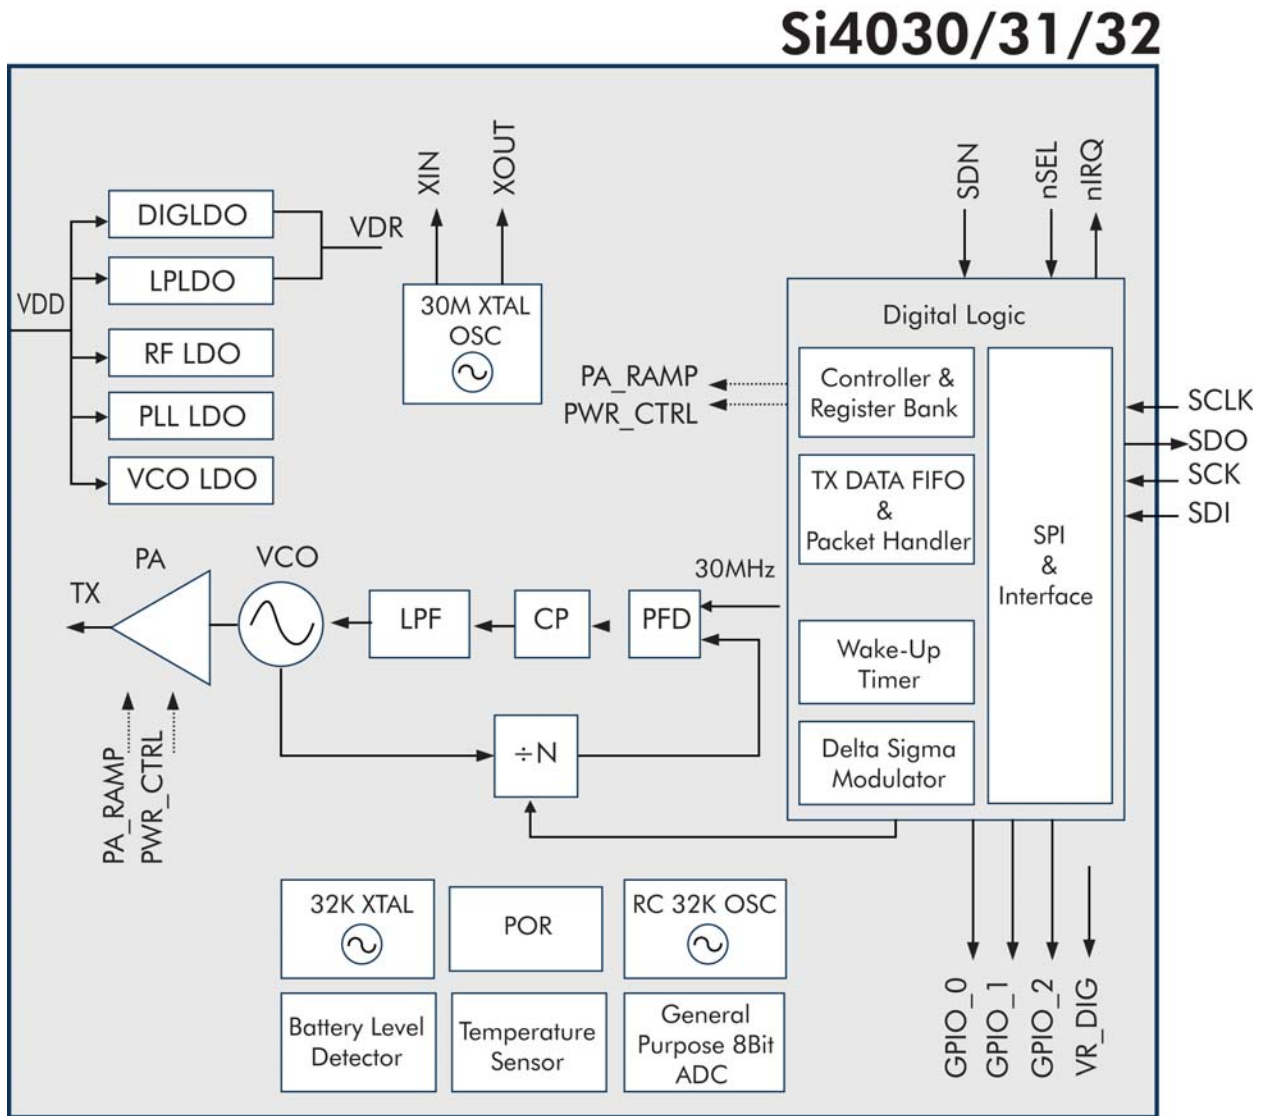 Si4030/31/32
XIN
XOUT
SDN
nSEL
nIRQ
DIGLDO
VDR
LPLDO
VDD
RF LDO
PLL LDO
VCO LDO
30M XTAL
OSC
Digital Logic
PA_RAMP
PWR_CTRL
Controller &
Register Bank
TX DATA FIFO
&
Packet Handler
Wake-Up
Timer
Delta Sigma
Modulator
SPI
&
Interface
SCLK
SDO
SCK
SDI
TX
PA
VCO
LPF
CP
PFD
30MHz
÷N
PA_RAMP
PWR_CTRL
32K XTAL
POR
RC 32K OSC
Battery Level
Detector
Temperature
Sensor
General
Purpose 8Bit
ADC
GPIO_0
GPIO_1
GPIO_2
VR_DIG